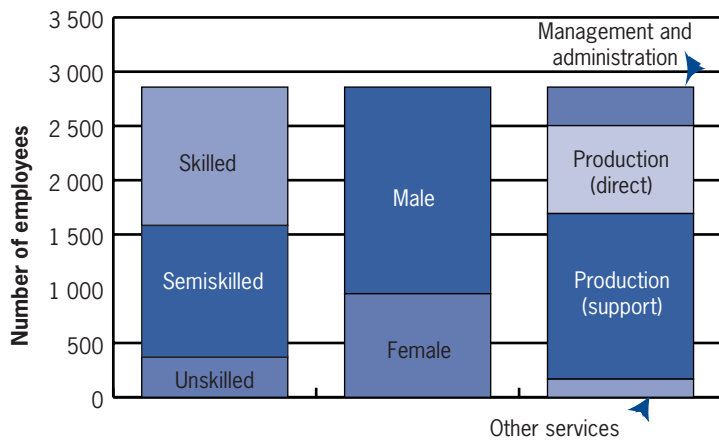 3 500
Management and
administration
3 000
2 500
2 000
1 500
1 000
500
0
Number of employees
Skilled
Semiskilled
Unskilled
Male
Female
Production
(direct)
Production
(support)
Other services